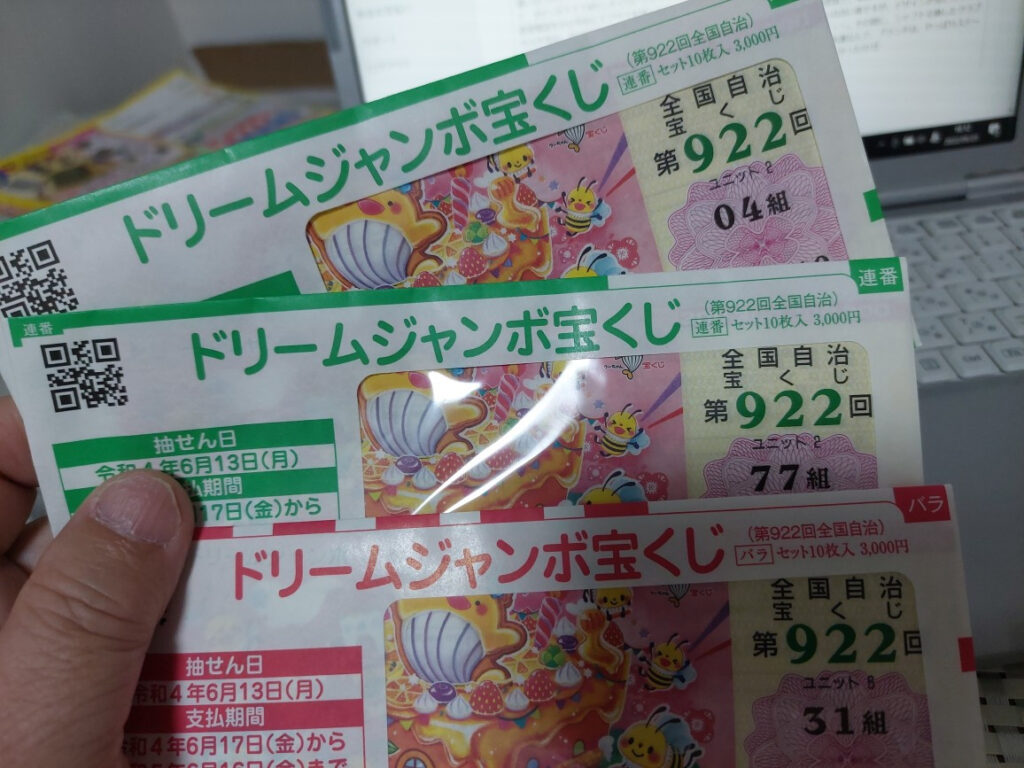 (第922回全国自治)
連番 セット10枚入 3,000円
ドリームジャンボ宝くじ
全国自治
宝くじ
第922回
ユニット 2
04組
連番
連番
(第922回全国自治)
連番 セット10枚入 3,000円
ドリームジャンボ宝くじ
全国自治
宝くじ
第922回
ユニット 2
77組
抽せん日
令和4年6月13日(月)
払期間
17日(金)から
バラ
(第922回全国自治)
バラ セット10枚入 3,000円
ドリームジャンボ宝くじ
全国自治
宝くじ
第922回
ユニット 8
31組
抽せん日
令和4年6月13日(月)
支払期間
令和4年6月17日(金)から